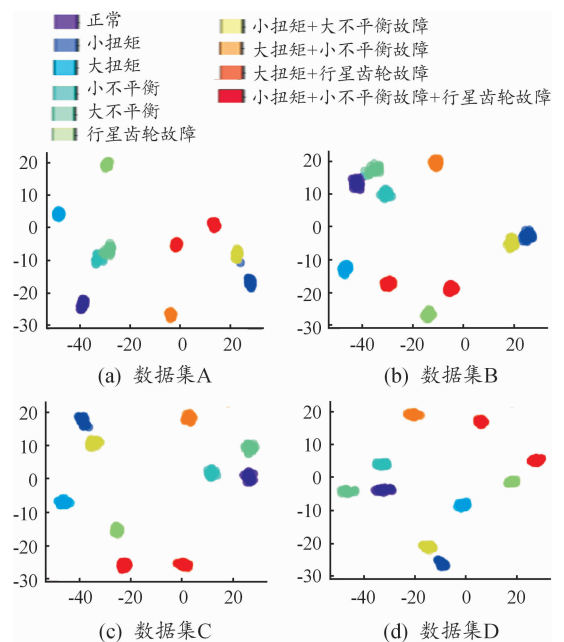 正常
小扭矩
大扭矩
小不平衡
大不平衡
行星齿轮故障
小扭矩+大不平衡故障
大扭矩+小不平衡故障
大扭矩+行星齿轮故障
小扭矩+小不平衡故障+行星齿轮故障
20
10
0
-10
-20
-30
-40 -20 0 20
(a) 数据集A
20
10
0
-10
-20
-30
-40 -20 0 20
(b) 数据集B
20
10
0
-10
-20
-30
-40 -20 0 20
(c) 数据集C
20
10
0
-10
-20
-30
-40 -20 0 20
(d) 数据集D